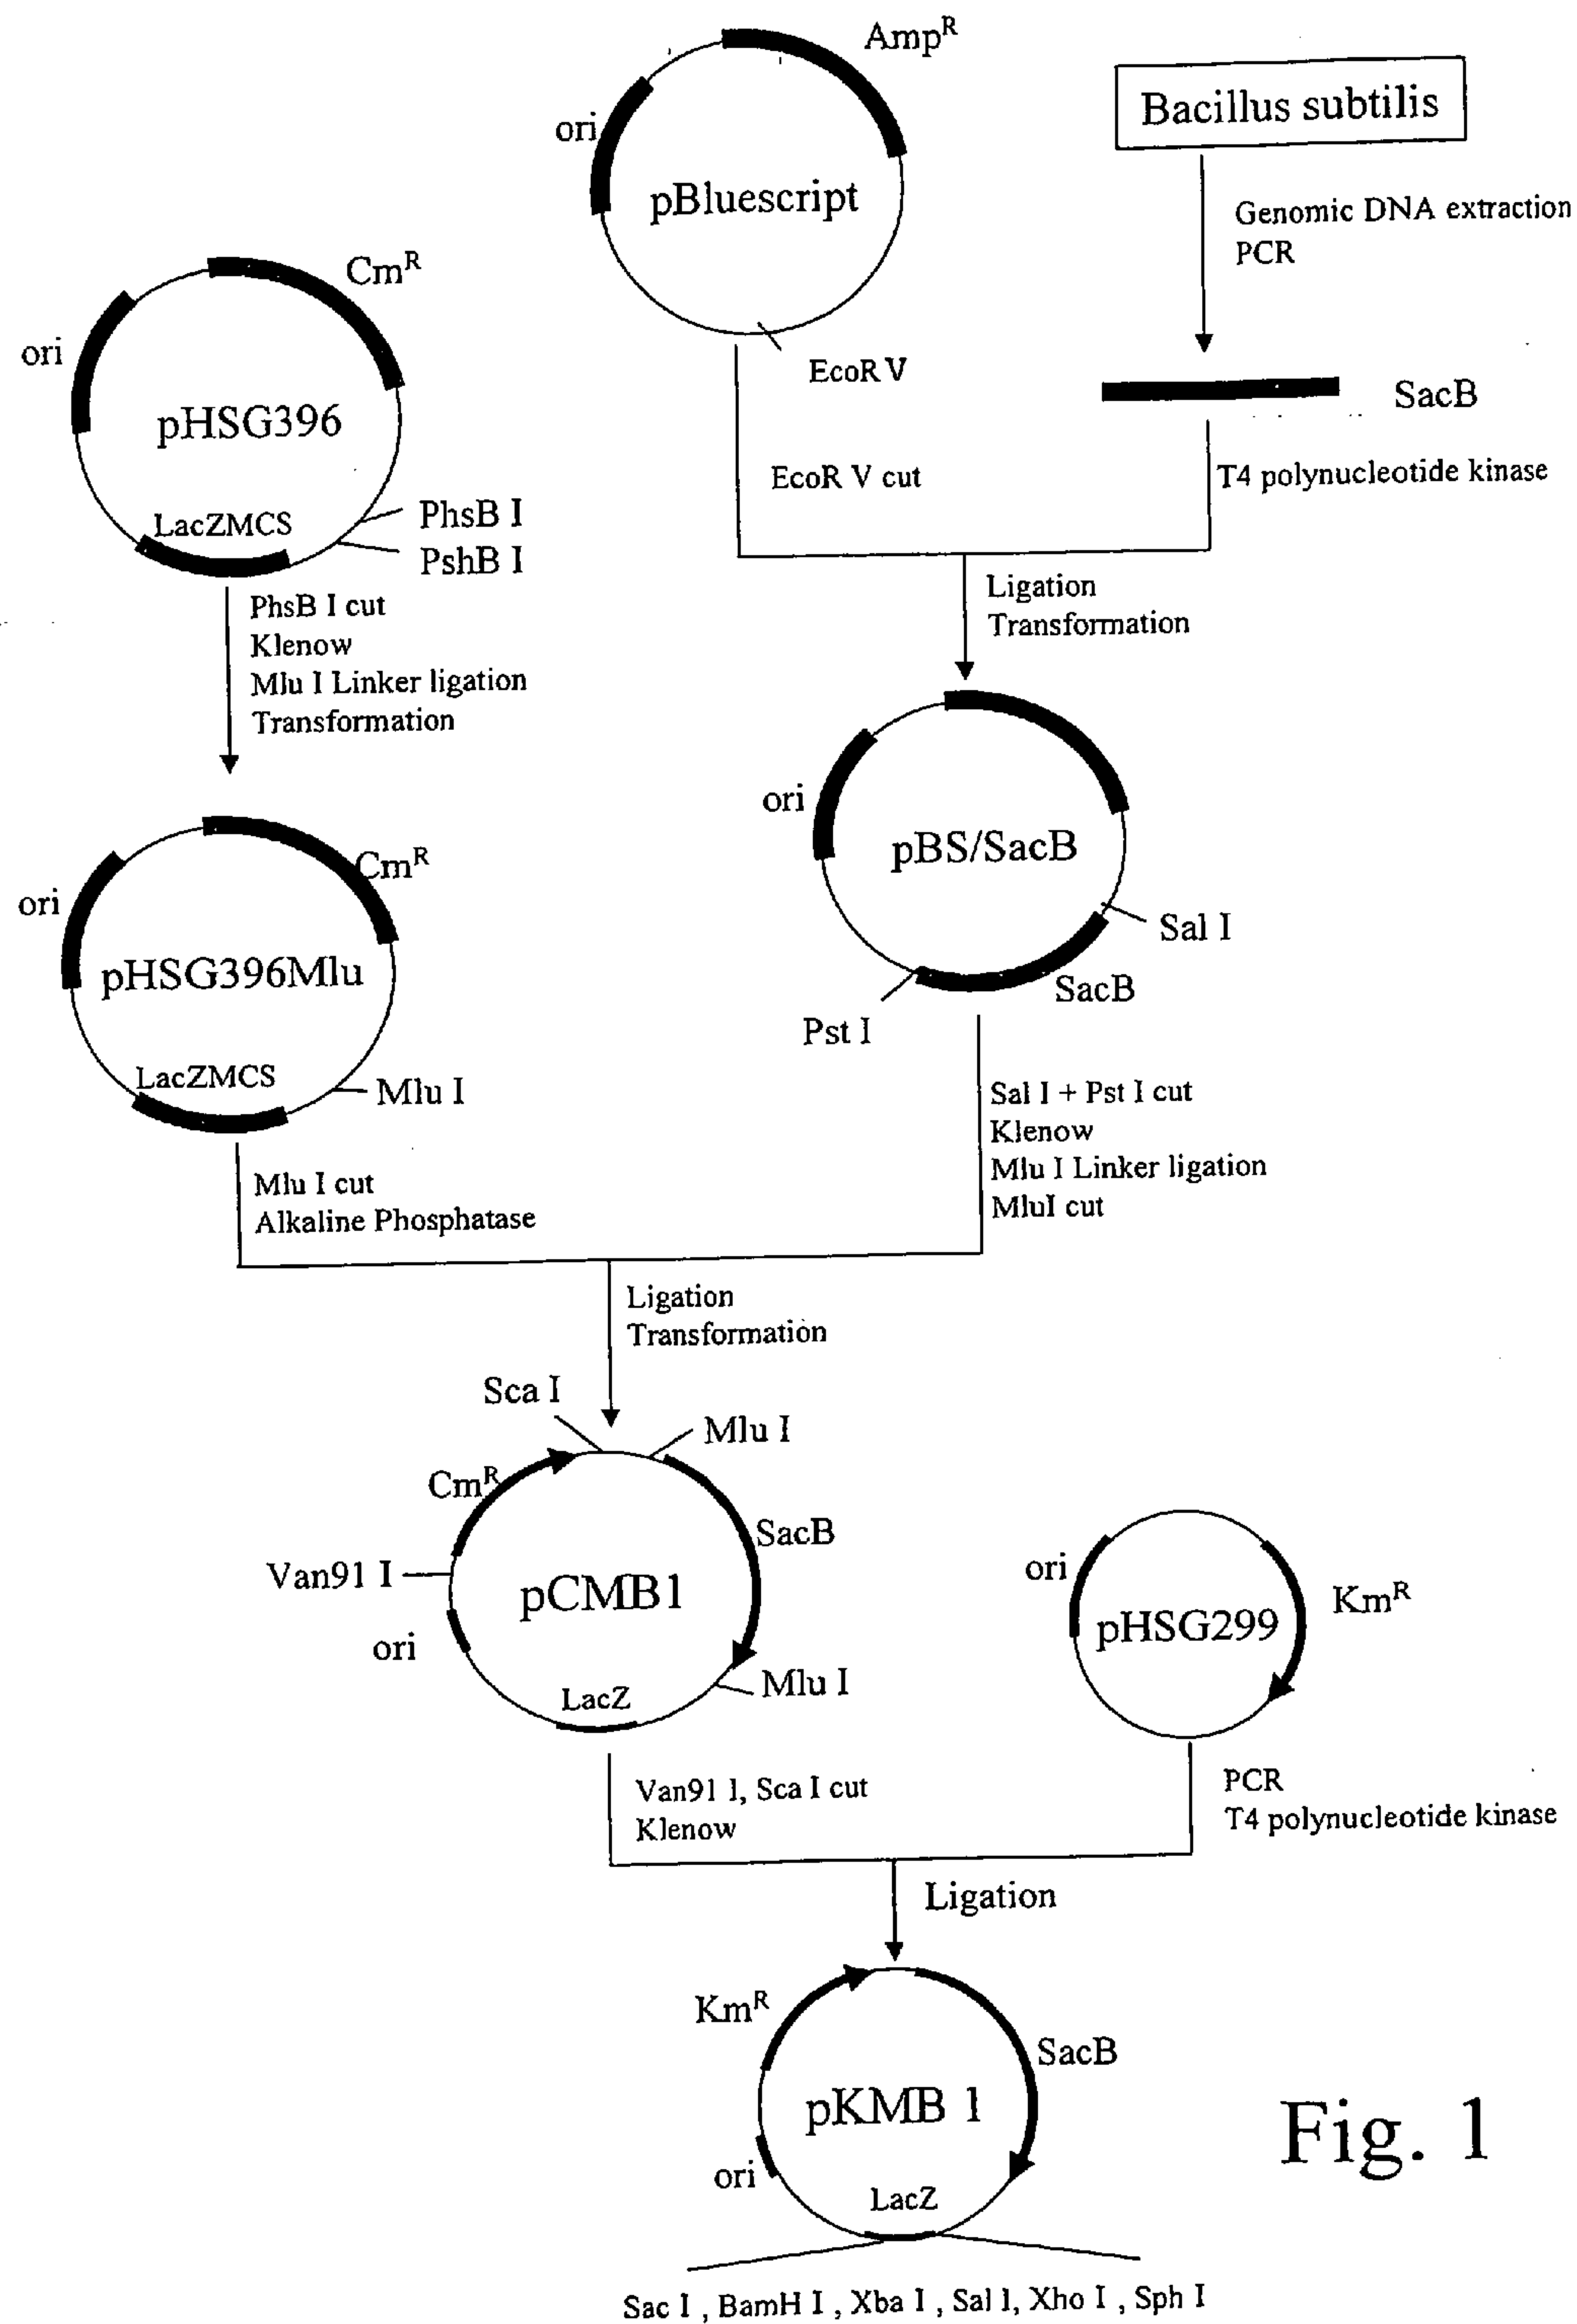 Amp^R
ori
pBluescript
EcoR V
Bacillus subtilis
Genomic DNA extraction
PCR
SacB
EcoR V cut
T4 polynucleotide kinase
Ligation
Transformation
Cm^R
ori
pHSG396
LacZMCS
PhsB I
PshB I
PhsB I cut
Klenow
Mlu I Linker ligation
Transformation
Cm^R
ori
pHSG396Mlu
LacZMCS
Mlu I
Mlu I cut
Alkaline Phosphatase
ori
pBS/SacB
Sal I
SacB
Pst I
Sal I + Pst I cut
Klenow
Mlu I Linker ligation
MluI cut
Ligation
Transformation
Sca I
Mlu I
Cm^R
SacB
Van91 I
pCMB1
ori
LacZ
Mlu I
ori
Km^R
pHSG299
Van91 I, Sca I cut
Klenow
PCR
T4 polynucleotide kinase
Ligation
Km^R
SacB
pKMB 1
ori
LacZ
Sac I , BamH I , Xba I , Sal I, Xho I , Sph I
Fig. 1